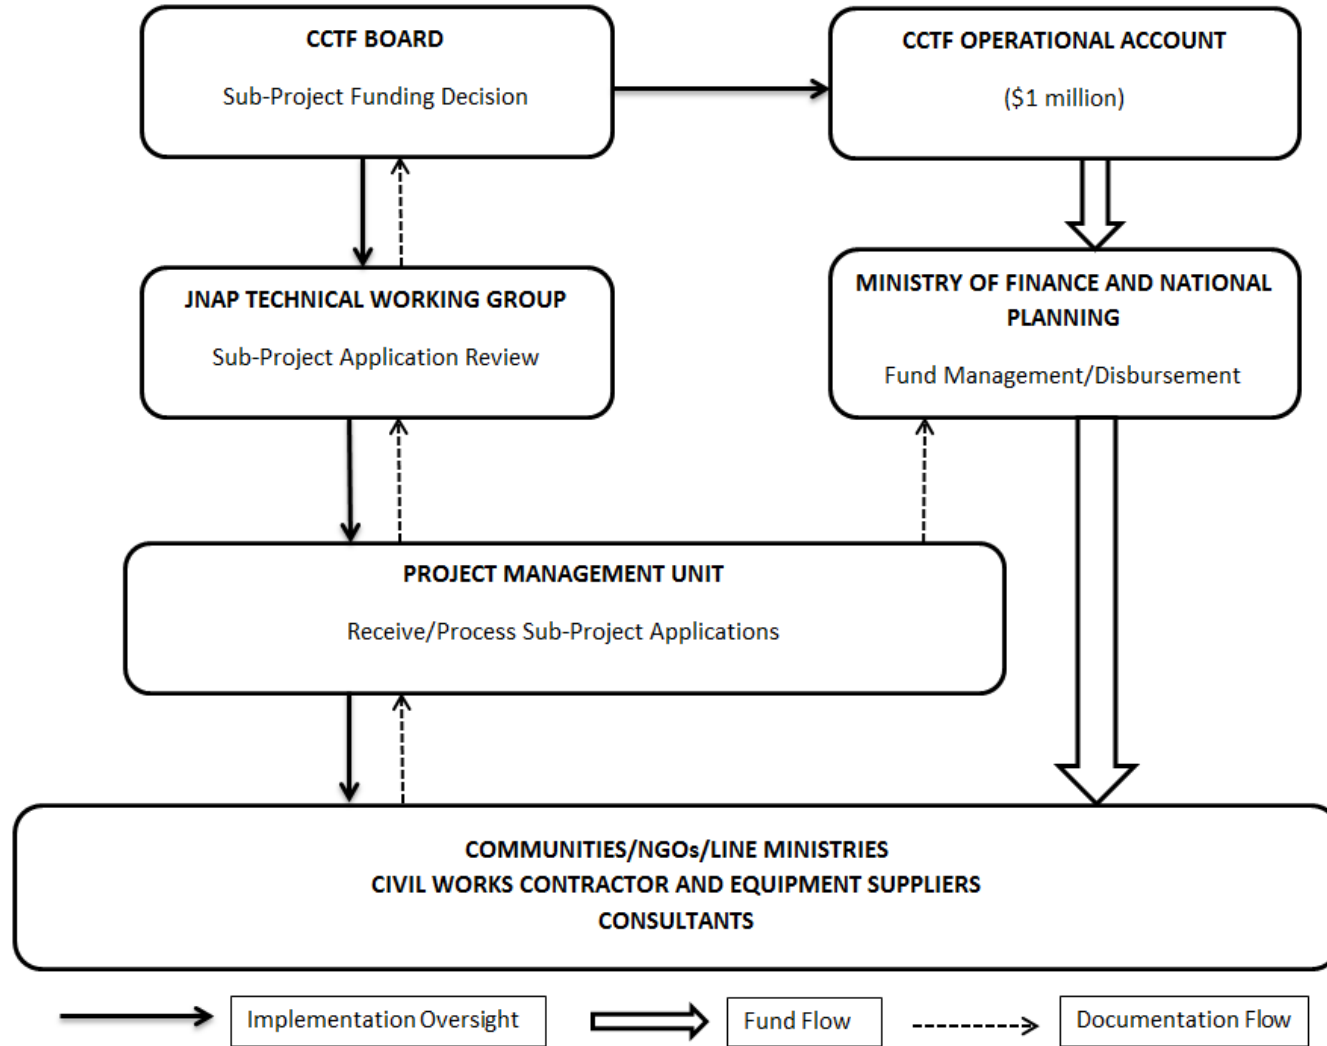 CCTF BOARD
Sub-Project Funding Decision
CCTF OPERATIONAL ACCOUNT
($1 million)
JNAP TECHNICAL WORKING GROUP
Sub-Project Application Review
MINISTRY OF FINANCE AND NATIONAL
PLANNING
Fund Management/Disbursement
PROJECT MANAGEMENT UNIT
Receive/Process Sub-Project Applications
COMMUNITIES/NGOs/LINE MINISTRIES
CIVIL WORKS CONTRACTOR AND EQUIPMENT SUPPLIERS
CONSULTANTS
Implementation Oversight
Fund Flow
Documentation Flow